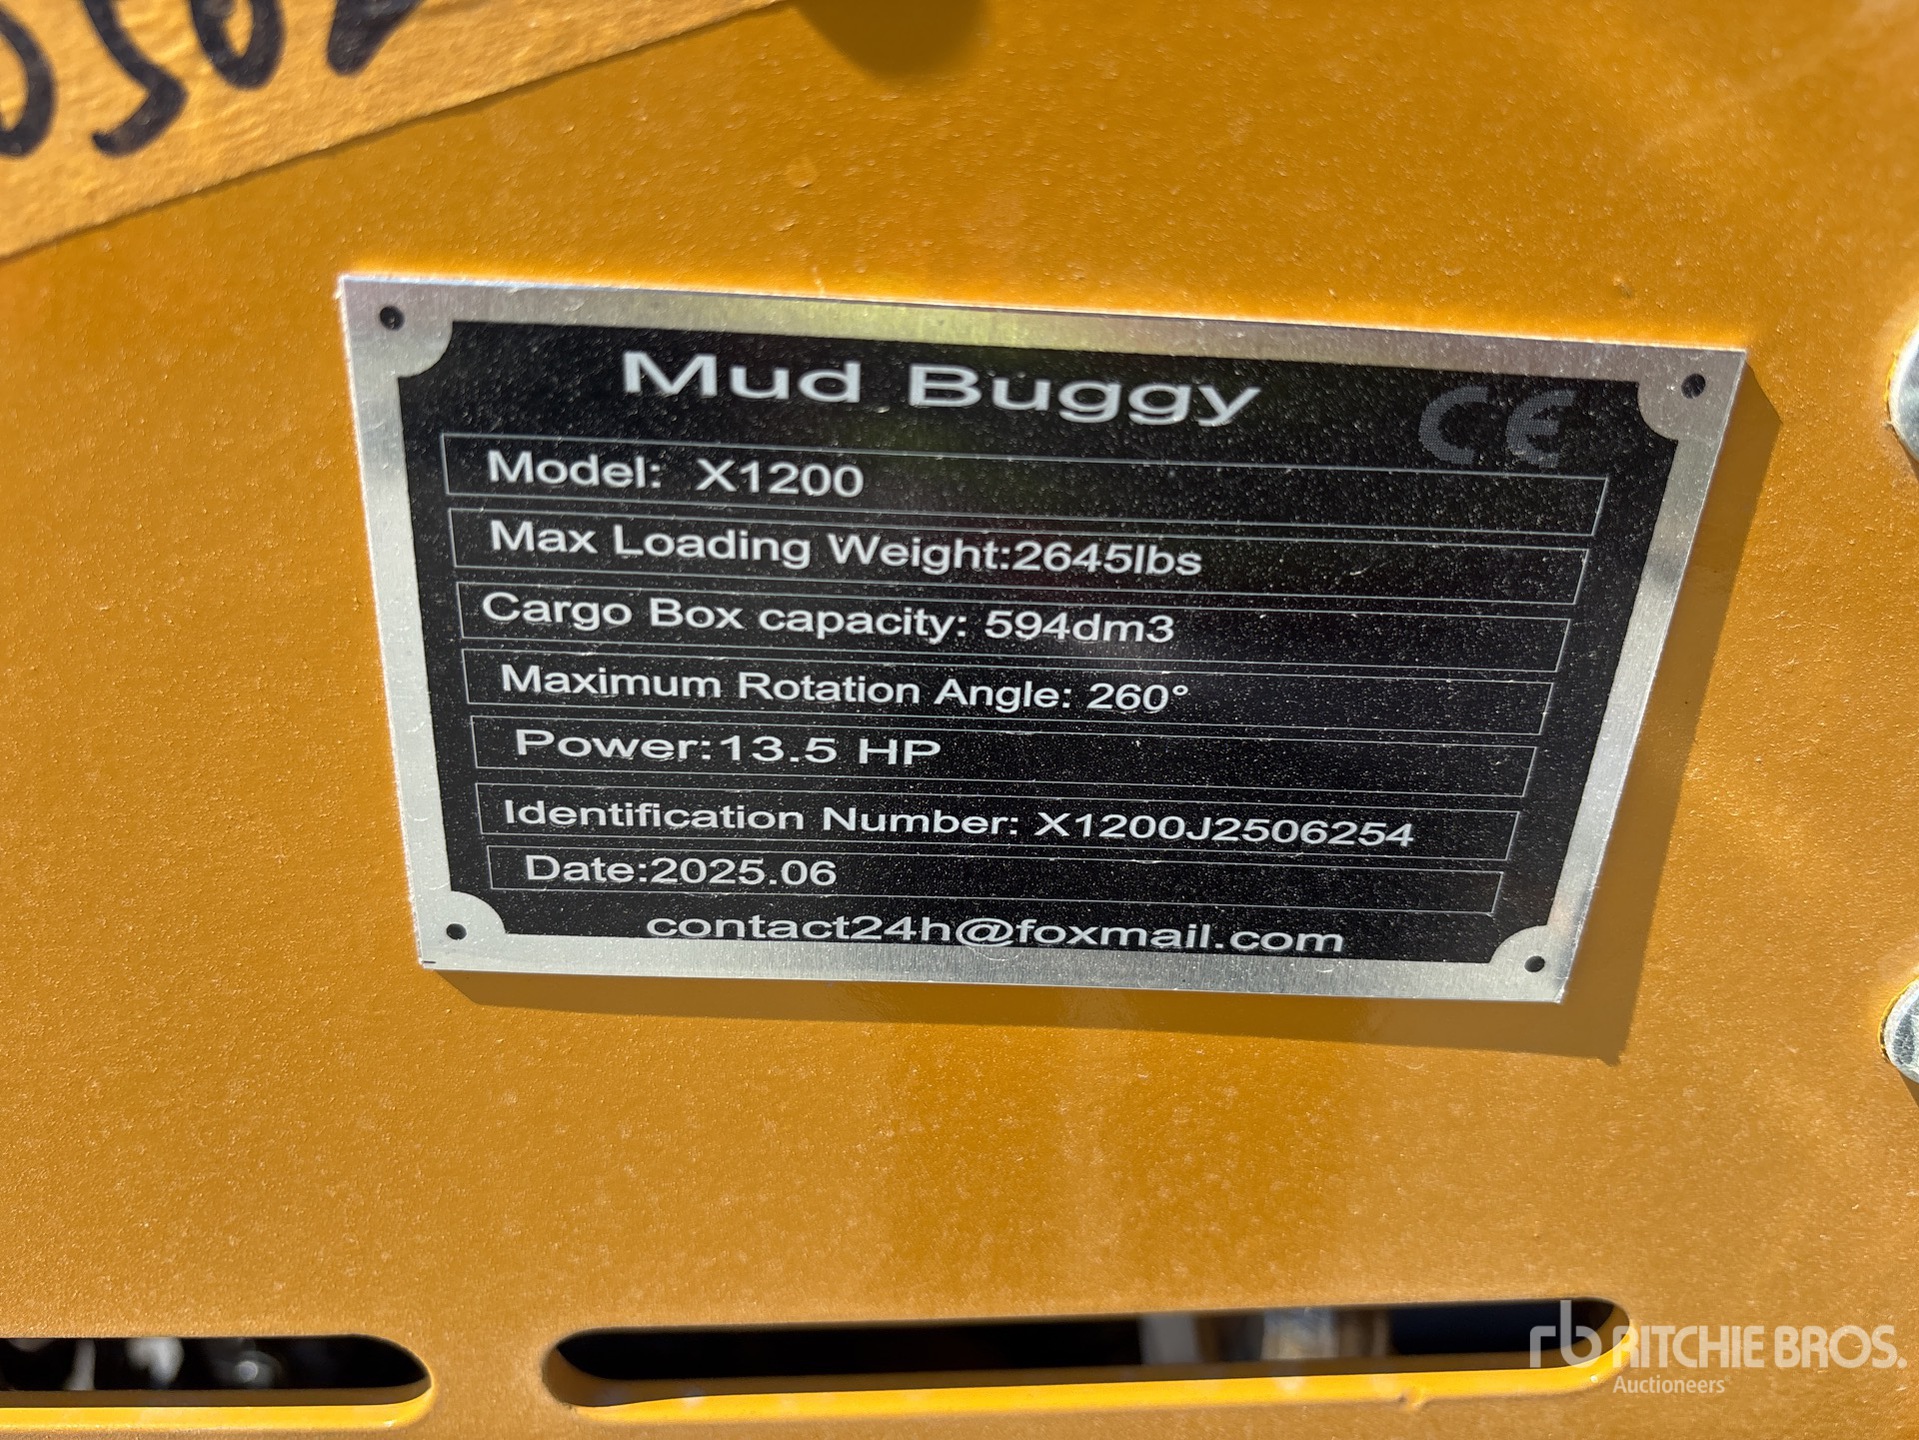 Mud Buggy
CE
Model: X1200
Max Loading Weight:2645lbs
Cargo Box capacity: 594dm3
Maximum Rotation Angle: 260°
Power:13.5 HP
Identification Number: X1200J2506254
Date:2025.06
contact24h@foxmail.com
rb RITCHIE BROS.
Auctioneers